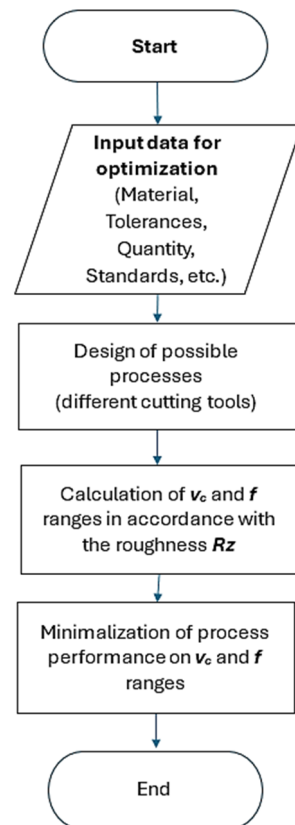 Start
Input data for
optimization
(Material,
Tolerances,
Quantity,
Standards, etc.)
Design of possible
processes
(different cutting tools)
Calculation of vc and f
ranges in accordance with
the roughness Rz
Minimalization of process
performance on vc and f
ranges
End